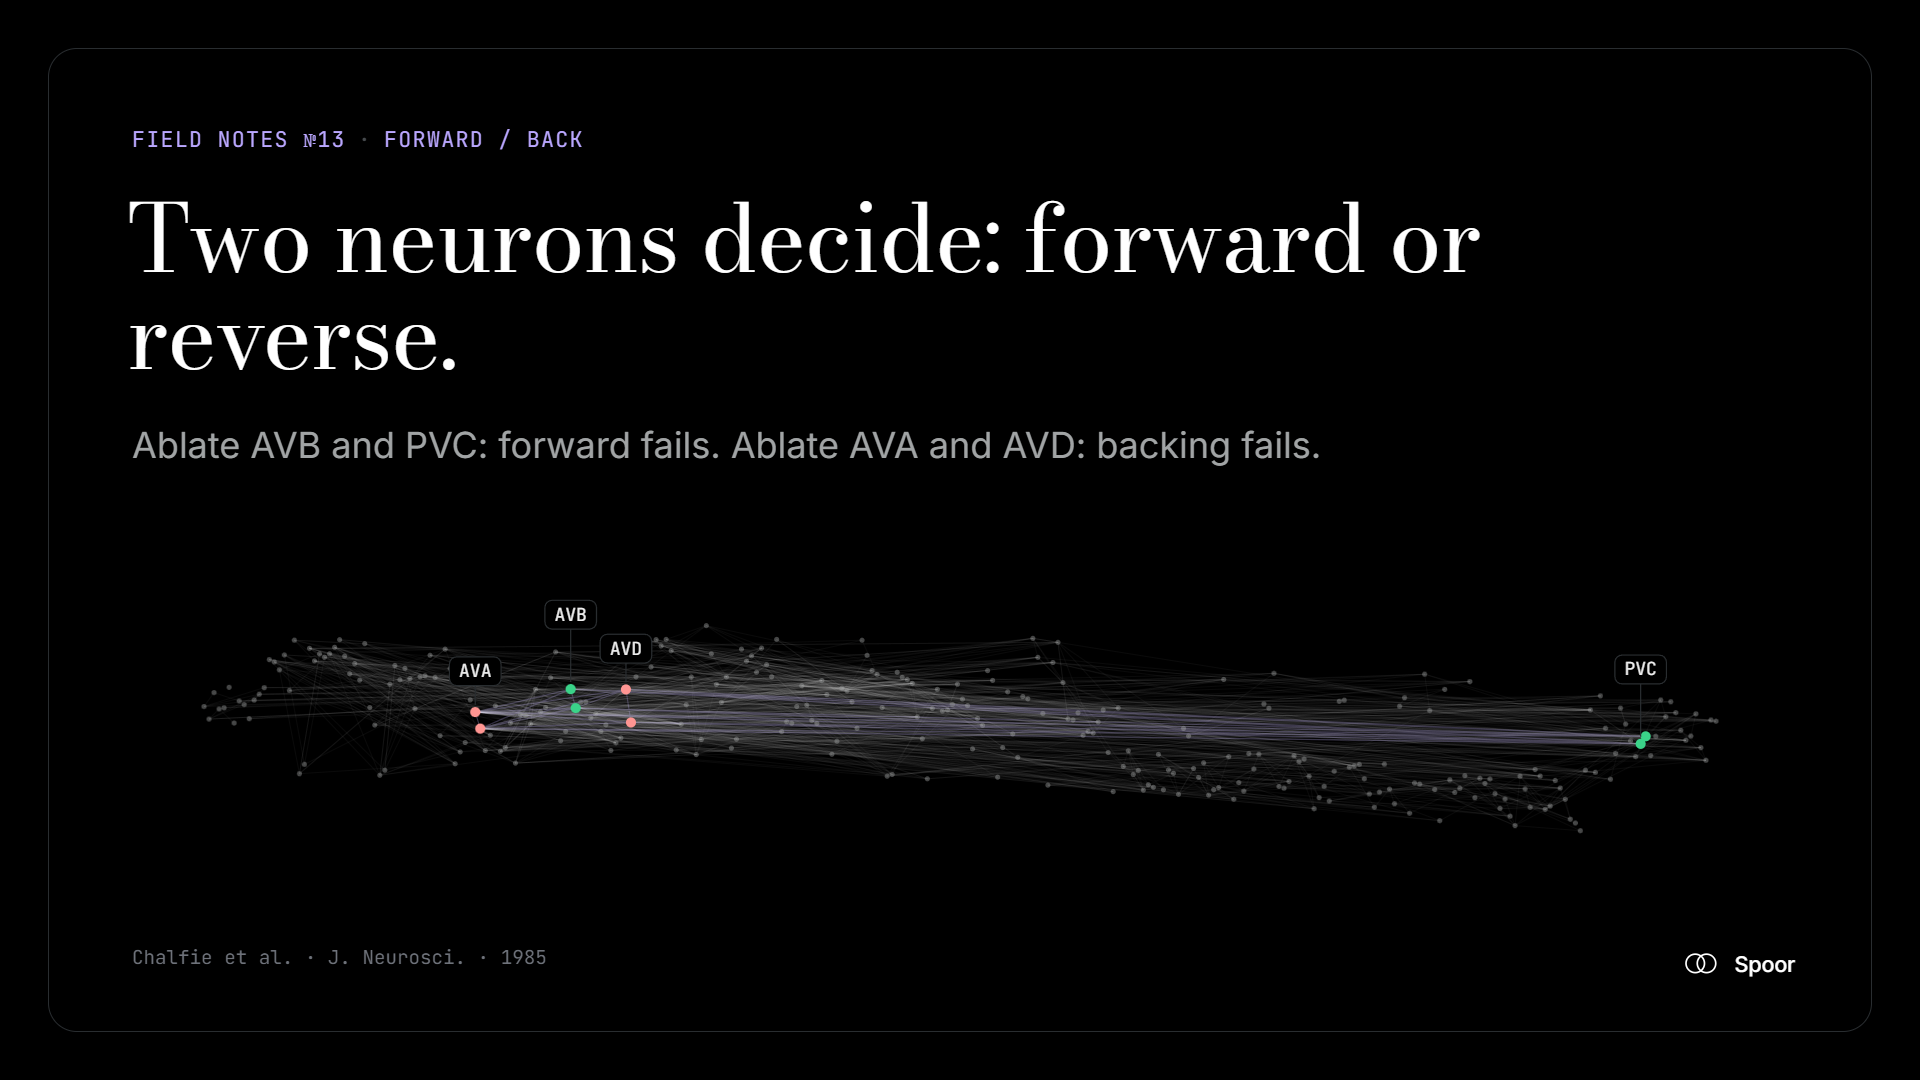 FIELD NOTES №13 · FORWARD / BACK
Two neurons decide: forward or
reverse.
Ablate AVB and PVC: forward fails. Ablate AVA and AVD: backing fails.
AVB
AVD
AVA
PVC
Chalfie et al. · J. Neurosci. · 1985
Spoor